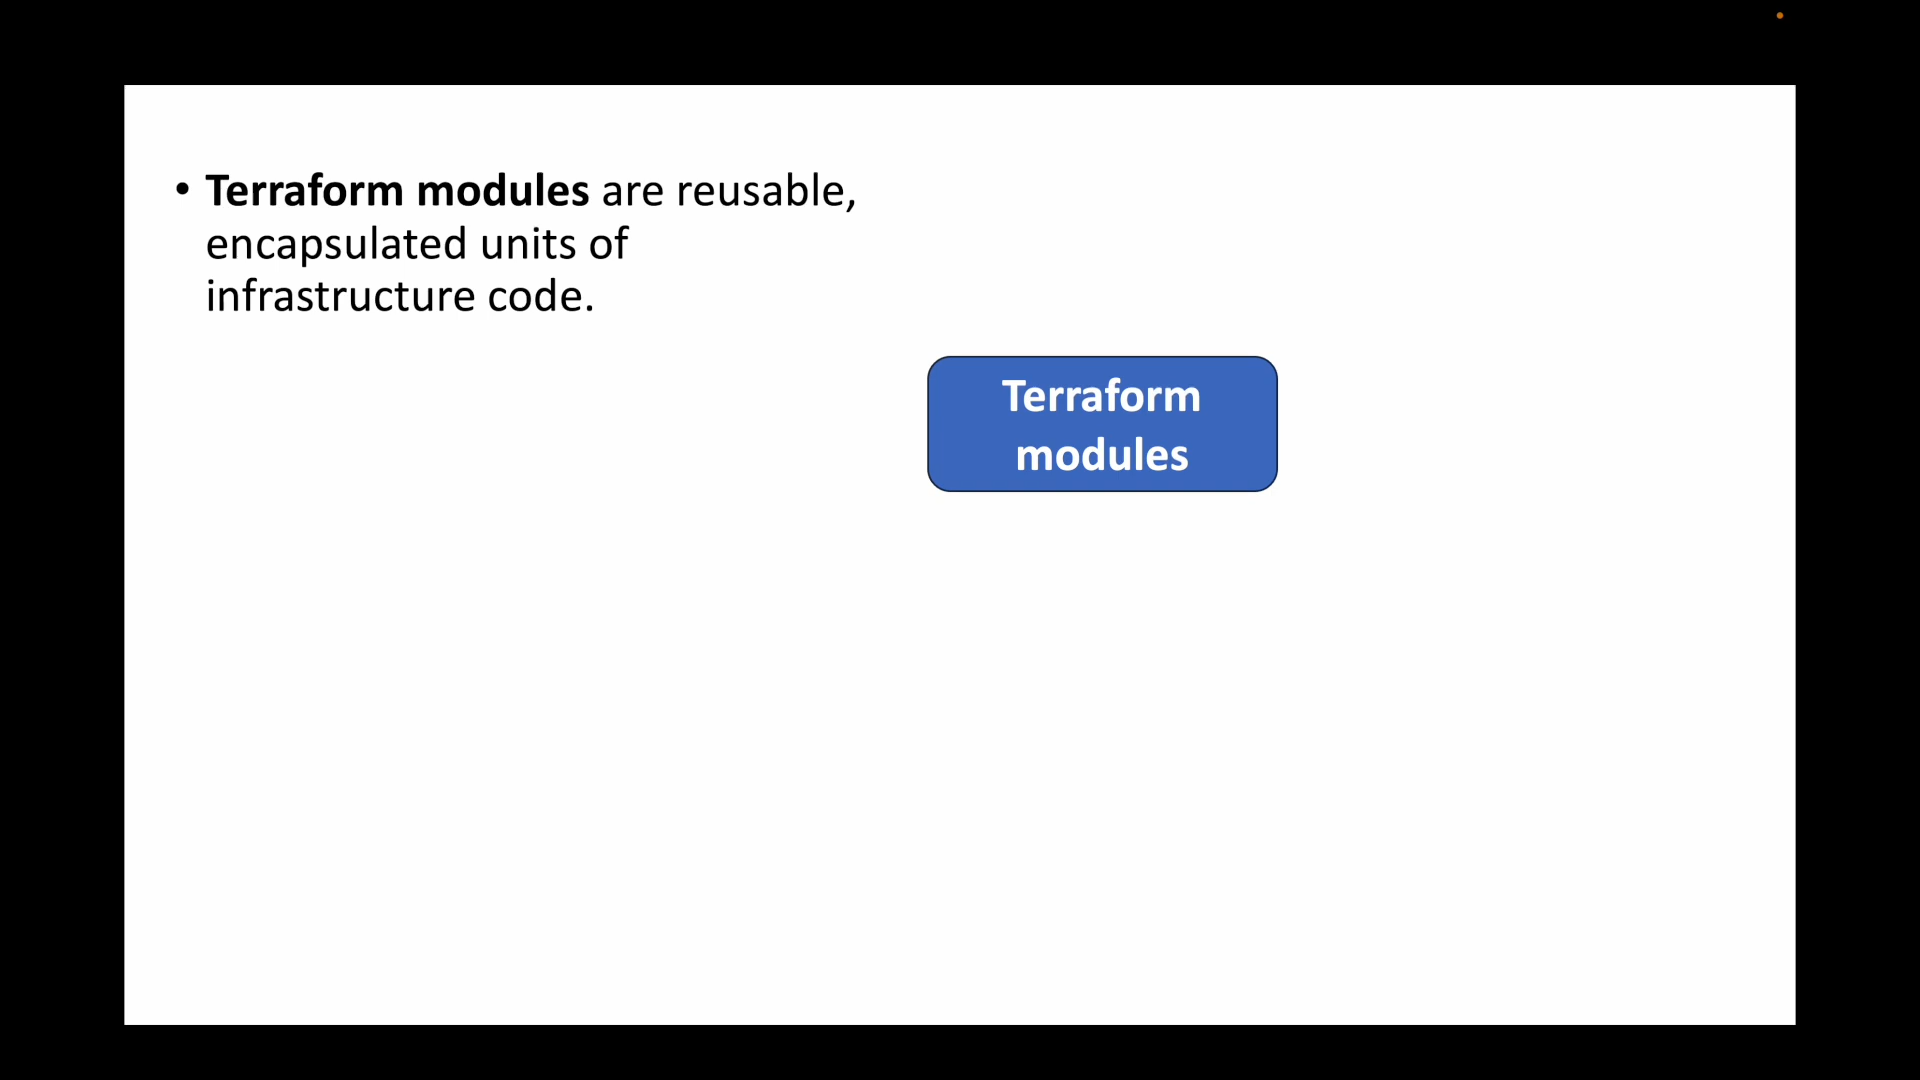 • Terraform modules are reusable,
encapsulated units of
infrastructure code.
Terraform
modules